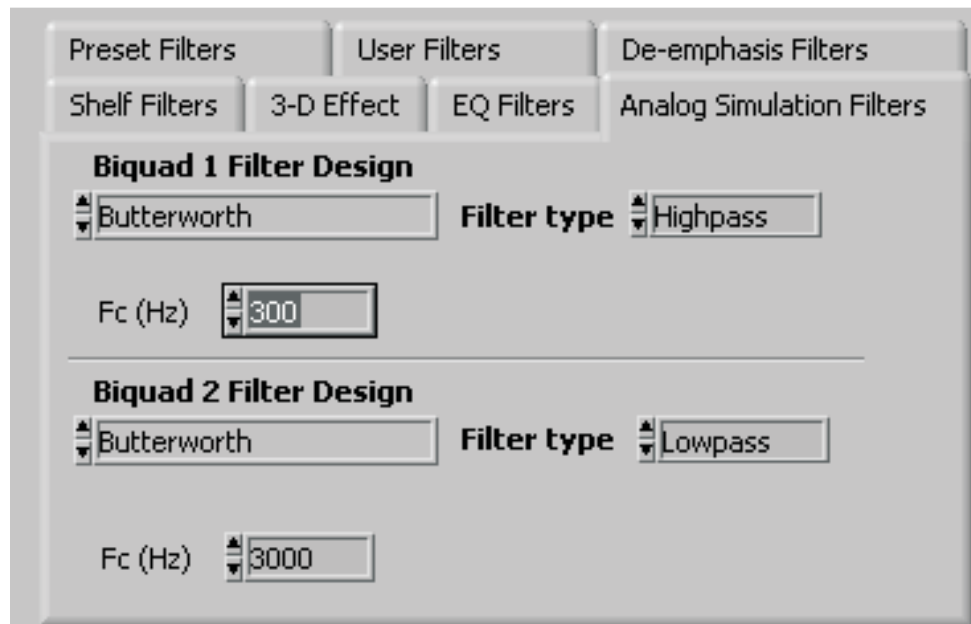 Preset Filters User Filters De-emphasis Filters
Shelf Filters 3-D Effect EQ Filters Analog Simulation Filters
Biquad 1 Filter Design
Butterworth Filter type Highpass
Fc (Hz) 300
Biquad 2 Filter Design
Butterworth Filter type Lowpass
Fc (Hz) 3000